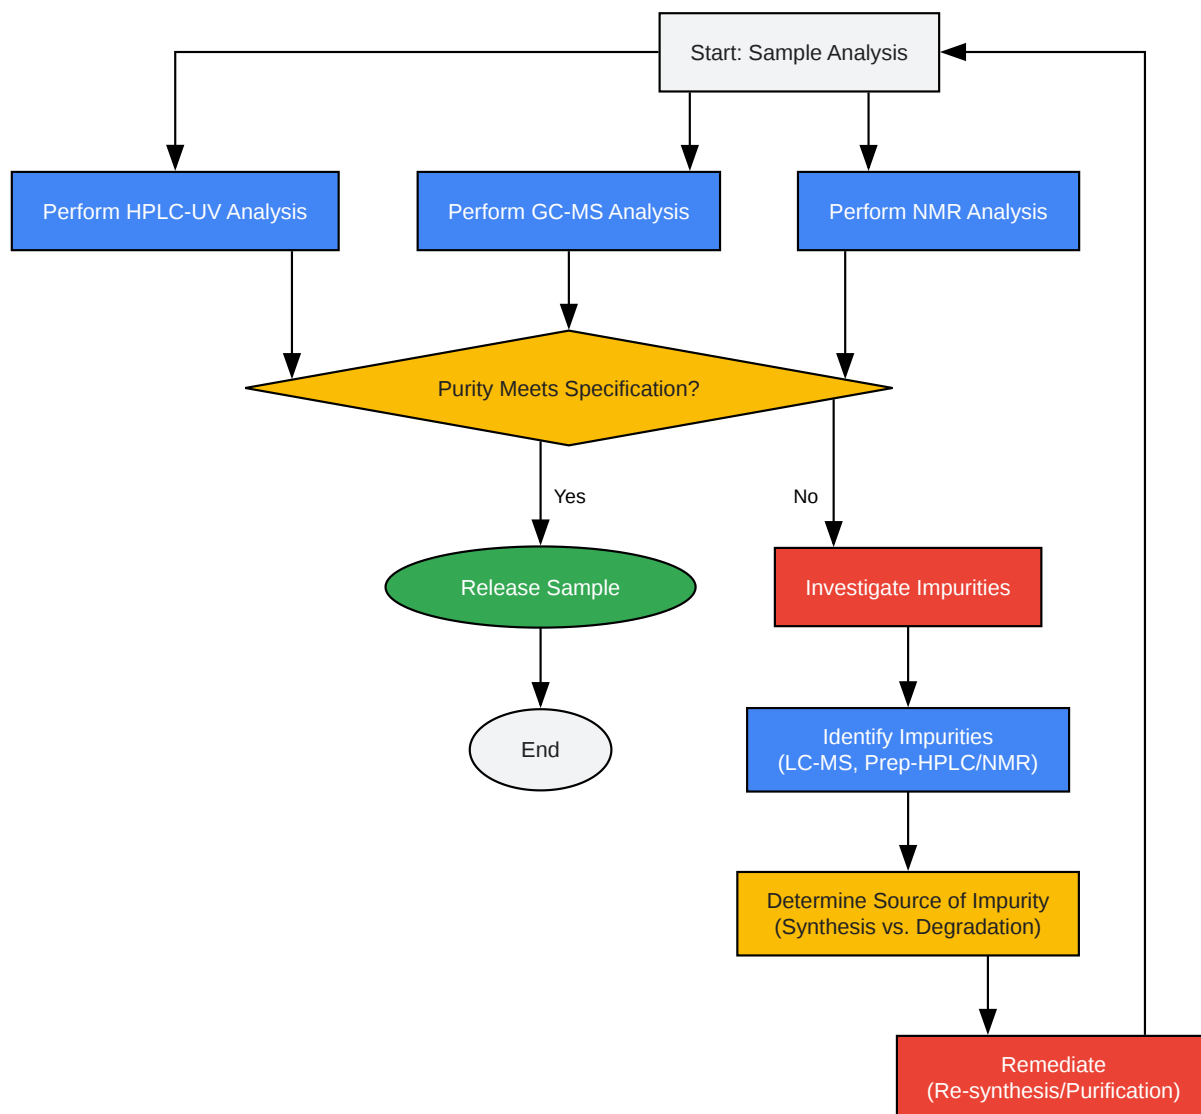 Start: Sample Analysis
Perform HPLC-UV Analysis
Perform GC-MS Analysis
Perform NMR Analysis
Purity Meets Specification?
Yes
No
Release Sample
Investigate Impurities
End
Identify Impurities
(LC-MS, Prep-HPLC/NMR)
Determine Source of Impurity
(Synthesis vs. Degradation)
Remediate
(Re-synthesis/Purification)